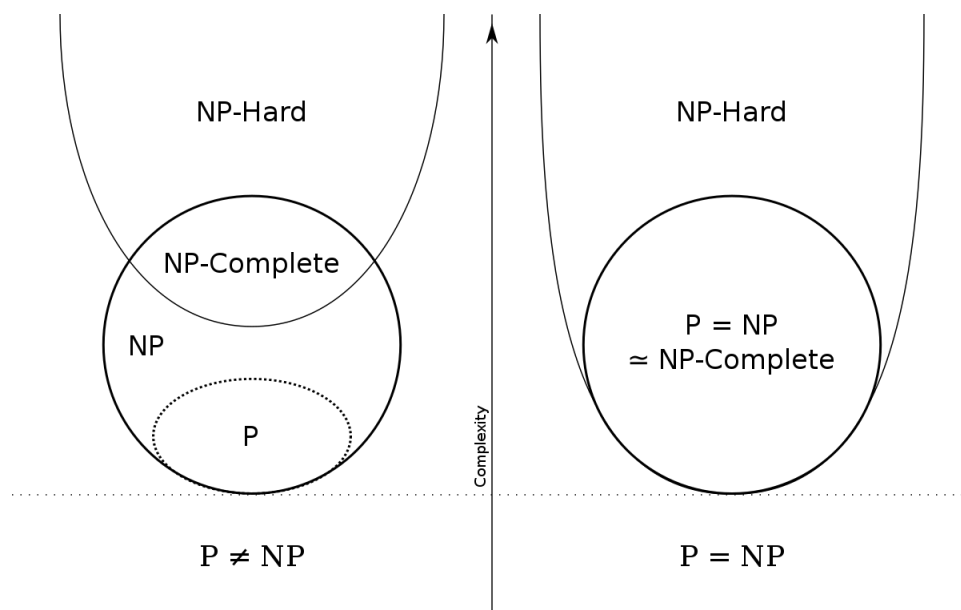 NP-Hard
NP-Complete
NP
P
P ≠ NP
Complexity
NP-Hard
P = NP
≃ NP-Complete
P = NP